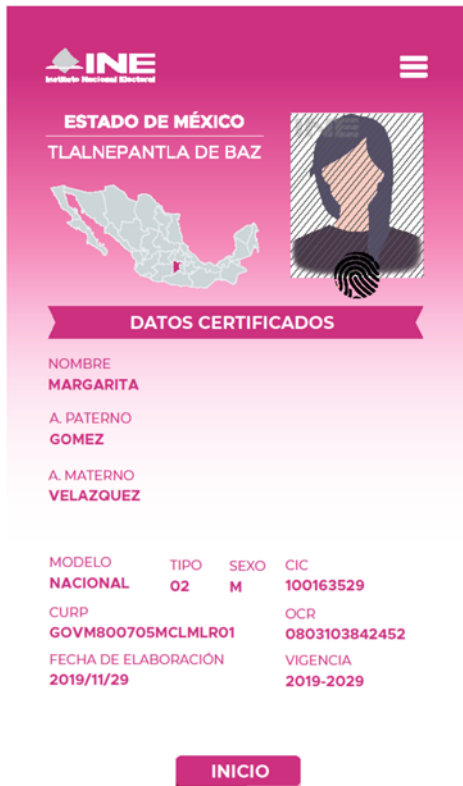 INE
Instituto Nacional Electoral
ESTADO DE MÉXICO
TLALNEPANTLA DE BAZ
DATOS CERTIFICADOS
NOMBRE
MARGARITA
A. PATERNO
GOMEZ
A. MATERNO
VELAZQUEZ
MODELO TIPO SEXO CIC
NACIONAL 02 M 100163529
CURP OCR
GOVM800705MCLMLR01 0803103842452
FECHA DE ELABORACIÓN VIGENCIA
2019/11/29 2019-2029
INICIO